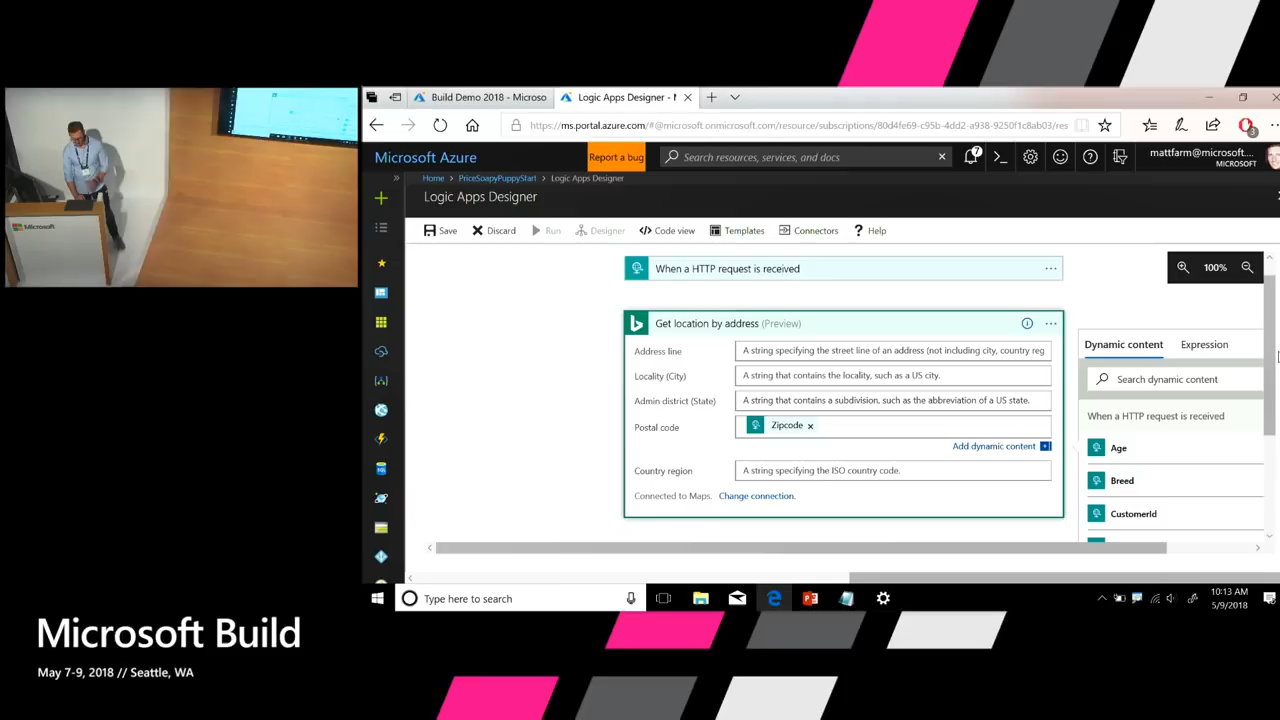 Build Demo 2018 - Microso
Logic Apps Designer - M
https://ms.portal.azure.com/#@microsoft.onmicrosoft.com/resource/subscriptions/80d4fe69-c95b-4dd2-a938-9250f1c8ab03/res
3
Microsoft Azure
Report a bug
Search resources, services, and docs
7
mattfarm@microsoft....
MICROSOFT
Home
PriceSoapyPuppyStart
Logic Apps Designer
Logic Apps Designer
Save
Discard
Run
Designer
Code view
Templates
Connectors
Help
When a HTTP request is received
100%
Get location by address (Preview)
Address line
A string specifying the street line of an address (not including city, country reg
Locality (City)
A string that contains the locality, such as a US city.
Admin district (State)
A string that contains a subdivision, such as the abbreviation of a US state.
Postal code
Zipcode
Add dynamic content
Country region
A string specifying the ISO country code.
Connected to Maps. Change connection.
Dynamic content
Expression
Search dynamic content
When a HTTP request is received
Age
Breed
CustomerId
SQL
Type here to search
10:13 AM
5/9/2018
Microsoft
Microsoft Build
May 7-9, 2018 // Seattle, WA